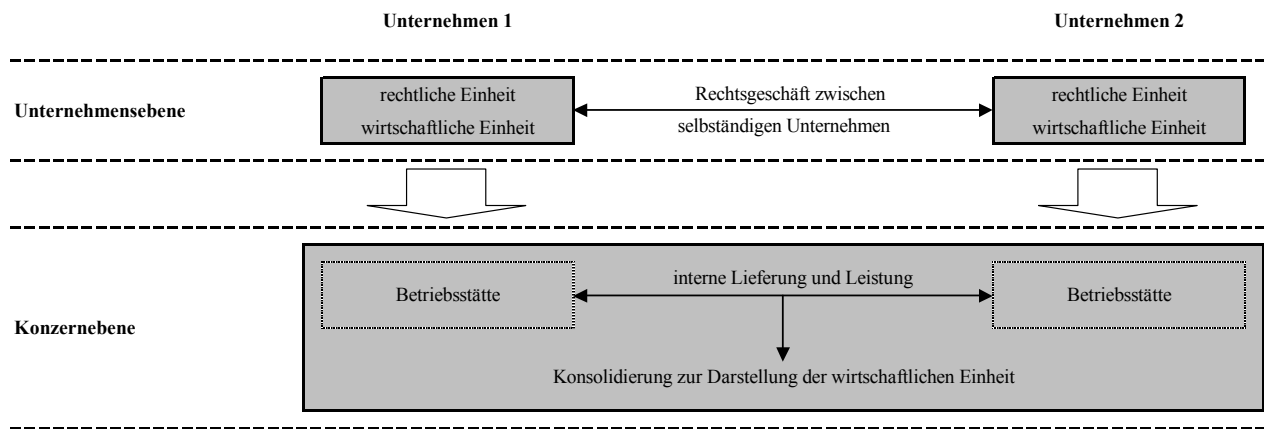 Unternehmen 1
Unternehmen 2
Unternehmensebene
rechtliche Einheit
wirtschaftliche Einheit
Rechtsgeschäft zwischen
selbständigen Unternehmen
rechtliche Einheit
wirtschaftliche Einheit
Konzernebene
Betriebsstätte
interne Lieferung und Leistung
Betriebsstätte
Konsolidierung zur Darstellung der wirtschaftlichen Einheit